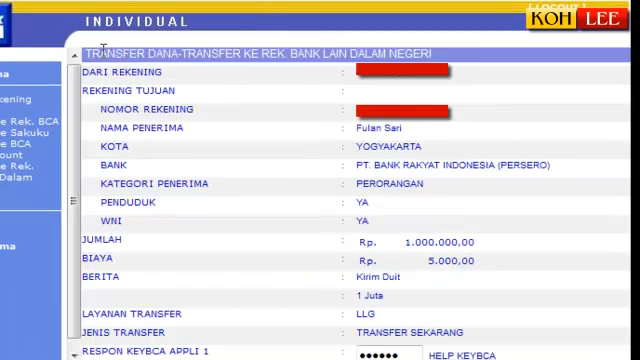 [ LOGOUT ]
KOH LEE
INDIVIDUAL
TRANSFER DANA-TRANSFER KE REK. BANK LAIN DALAM NEGERI
DARI REKENING :
REKENING TUJUAN :
NOMOR REKENING :
NAMA PENERIMA : Fulan Sari
KOTA : YOGYAKARTA
BANK : PT. BANK RAKYAT INDONESIA (PERSERO)
KATEGORI PENERIMA : PERORANGAN
PENDUDUK : YA
WNI : YA
JUMLAH : Rp. 1.000.000,00
BIAYA : Rp. 5.000,00
BERITA : Kirim Duit
: 1 Juta
LAYANAN TRANSFER : LLG
JENIS TRANSFER : TRANSFER SEKARANG
RESPON KEYBCA APPLI 1 : ●●●●●● HELP KEYBCA
ekening
e Rek. BCA
e Sakuku
e BCA
ount
e Rek.
Dalam